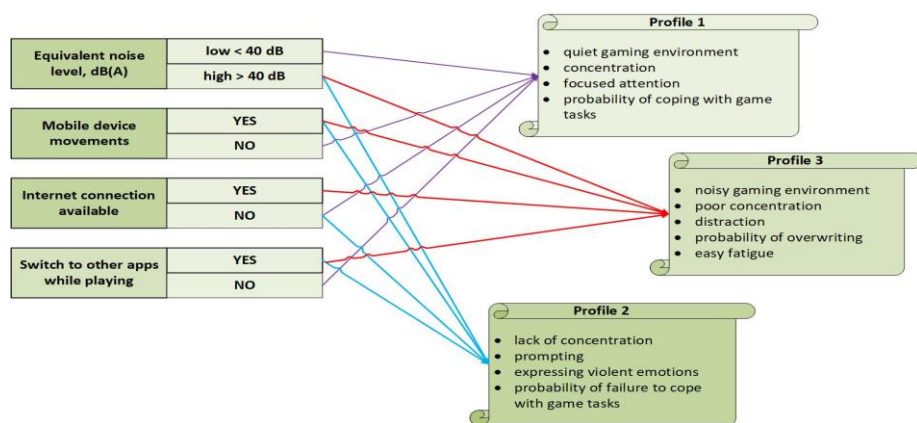 Equivalent noise
level, dB(A)
low < 40 dB
high > 40 dB
Mobile device
movements
YES
NO
Internet connection
available
YES
NO
Switch to other apps
while playing
YES
NO
Profile 1
• quiet gaming environment
• concentration
• focused attention
• probability of coping with game
tasks
Profile 3
• noisy gaming environment
• poor concentration
• distraction
• probability of overwriting
• easy fatigue
Profile 2
• lack of concentration
• prompting
• expressing violent emotions
• probability of failure to cope
with game tasks